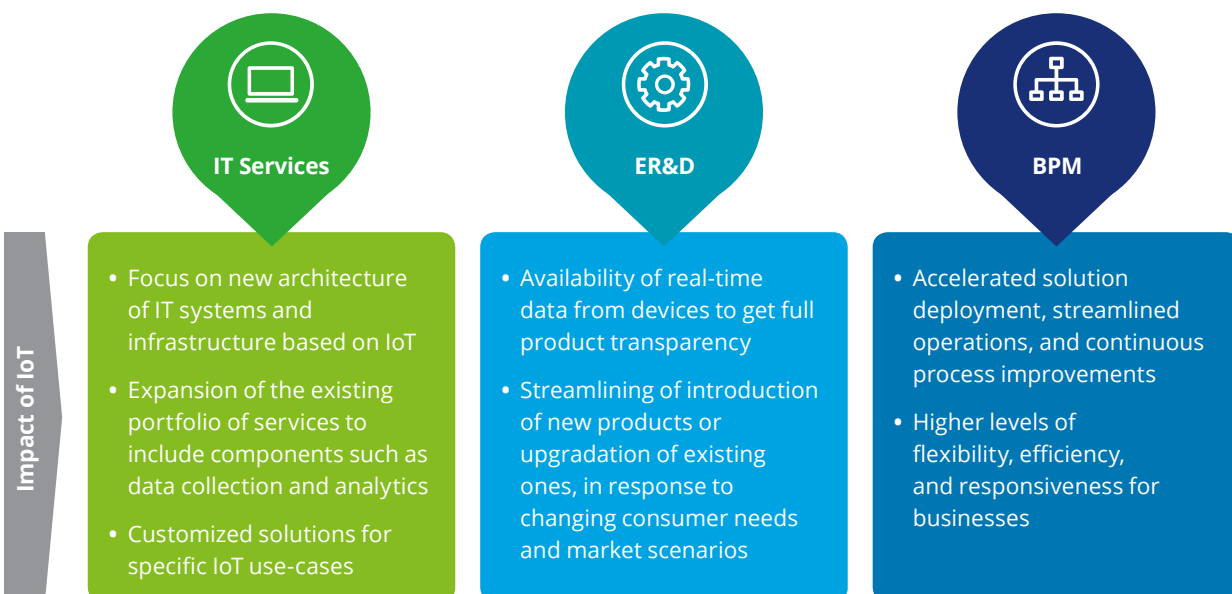 IT Services
ER&D
BPM
Impact of IoT
• Focus on new architecture
of IT systems and
infrastructure based on IoT
• Expansion of the existing
portfolio of services to
include components such as
data collection and analytics
• Customized solutions for
specific IoT use-cases
• Availability of real-time
data from devices to get full
product transparency
• Streamlining of introduction
of new products or
upgradation of existing
ones, in response to
changing consumer needs
and market scenarios
• Accelerated solution
deployment, streamlined
operations, and continuous
process improvements
• Higher levels of
flexibility, efficiency,
and responsiveness for
businesses